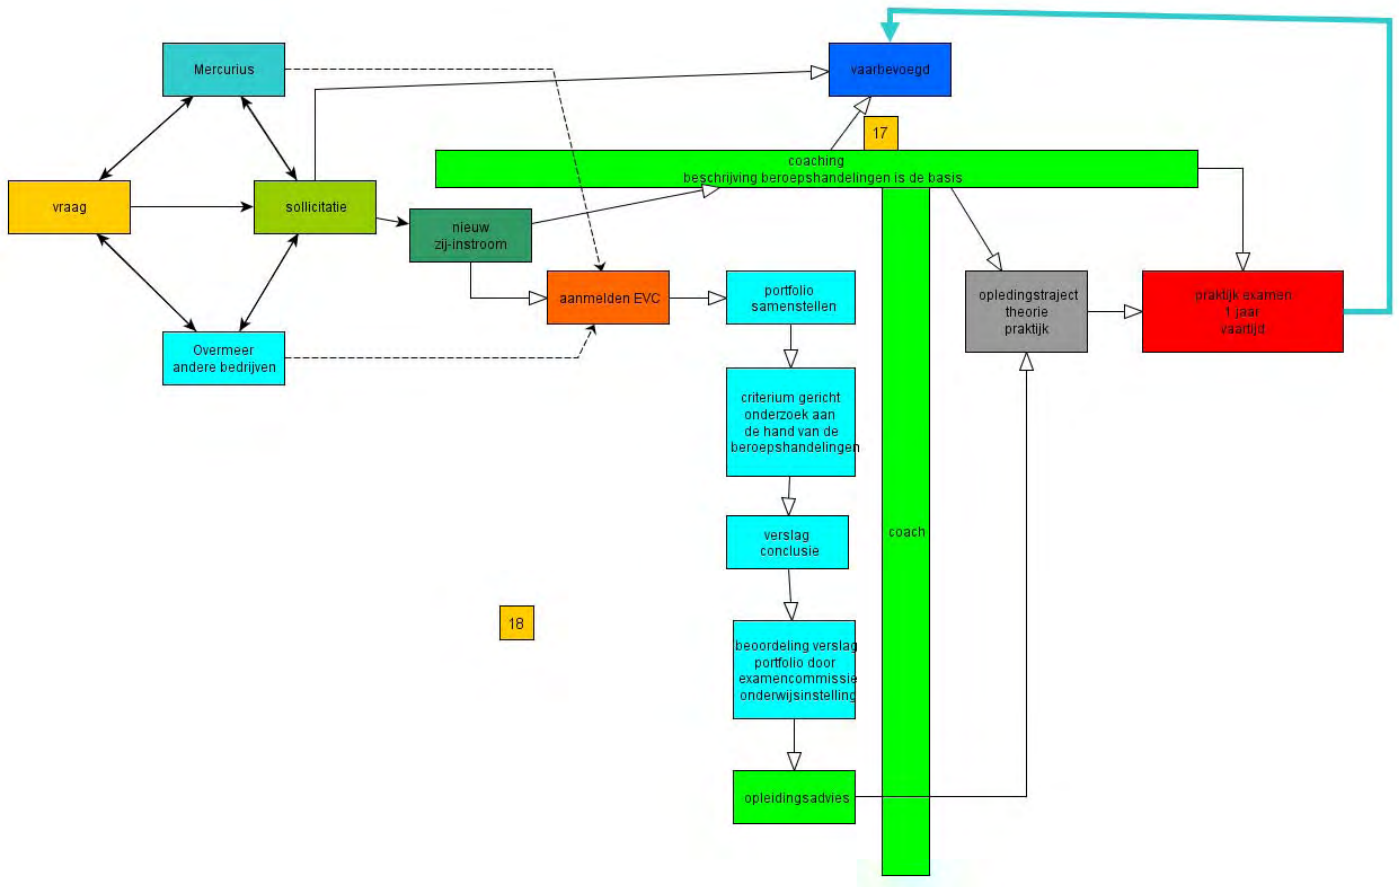 Mercurius
vaarbevoegd
17
coaching
beschrijving beroepshandelingen is de basis
vraag
sollicitatie
nieuw
zij-instroom
aanmelden EVC
portfolio
samenstellen
opledingstraject
theorie
praktijk
praktijk examen
1 jaar
vaartijd
Overmeer
andere bedrijven
criterium gericht
onderzoek aan
de hand van de
beroepshandelingen
verslag
conclusie
coach
18
beoordeling verslag
portfolio door
examencommissie
onderwijsinstelling
opleidingsadvies